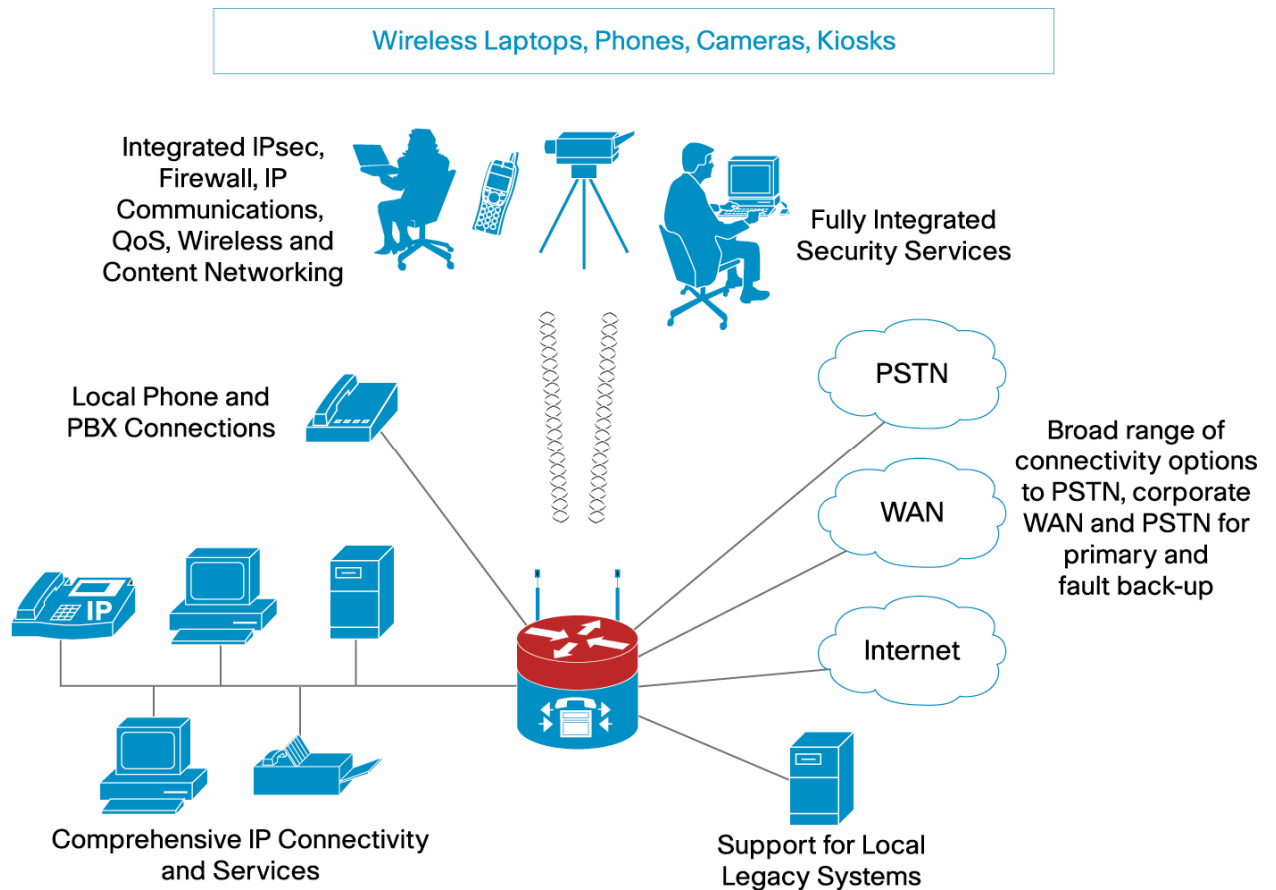 Wireless Laptops, Phones, Cameras, Kiosks
Integrated IPsec,
Firewall, IP
Communications,
QoS, Wireless and
Content Networking
Fully Integrated
Security Services
Local Phone and
PBX Connections
PSTN
WAN
Internet
Broad range of
connectivity options
to PSTN, corporate
WAN and PSTN for
primary and
fault back-up
IP
Comprehensive IP Connectivity
and Services
Support for Local
Legacy Systems